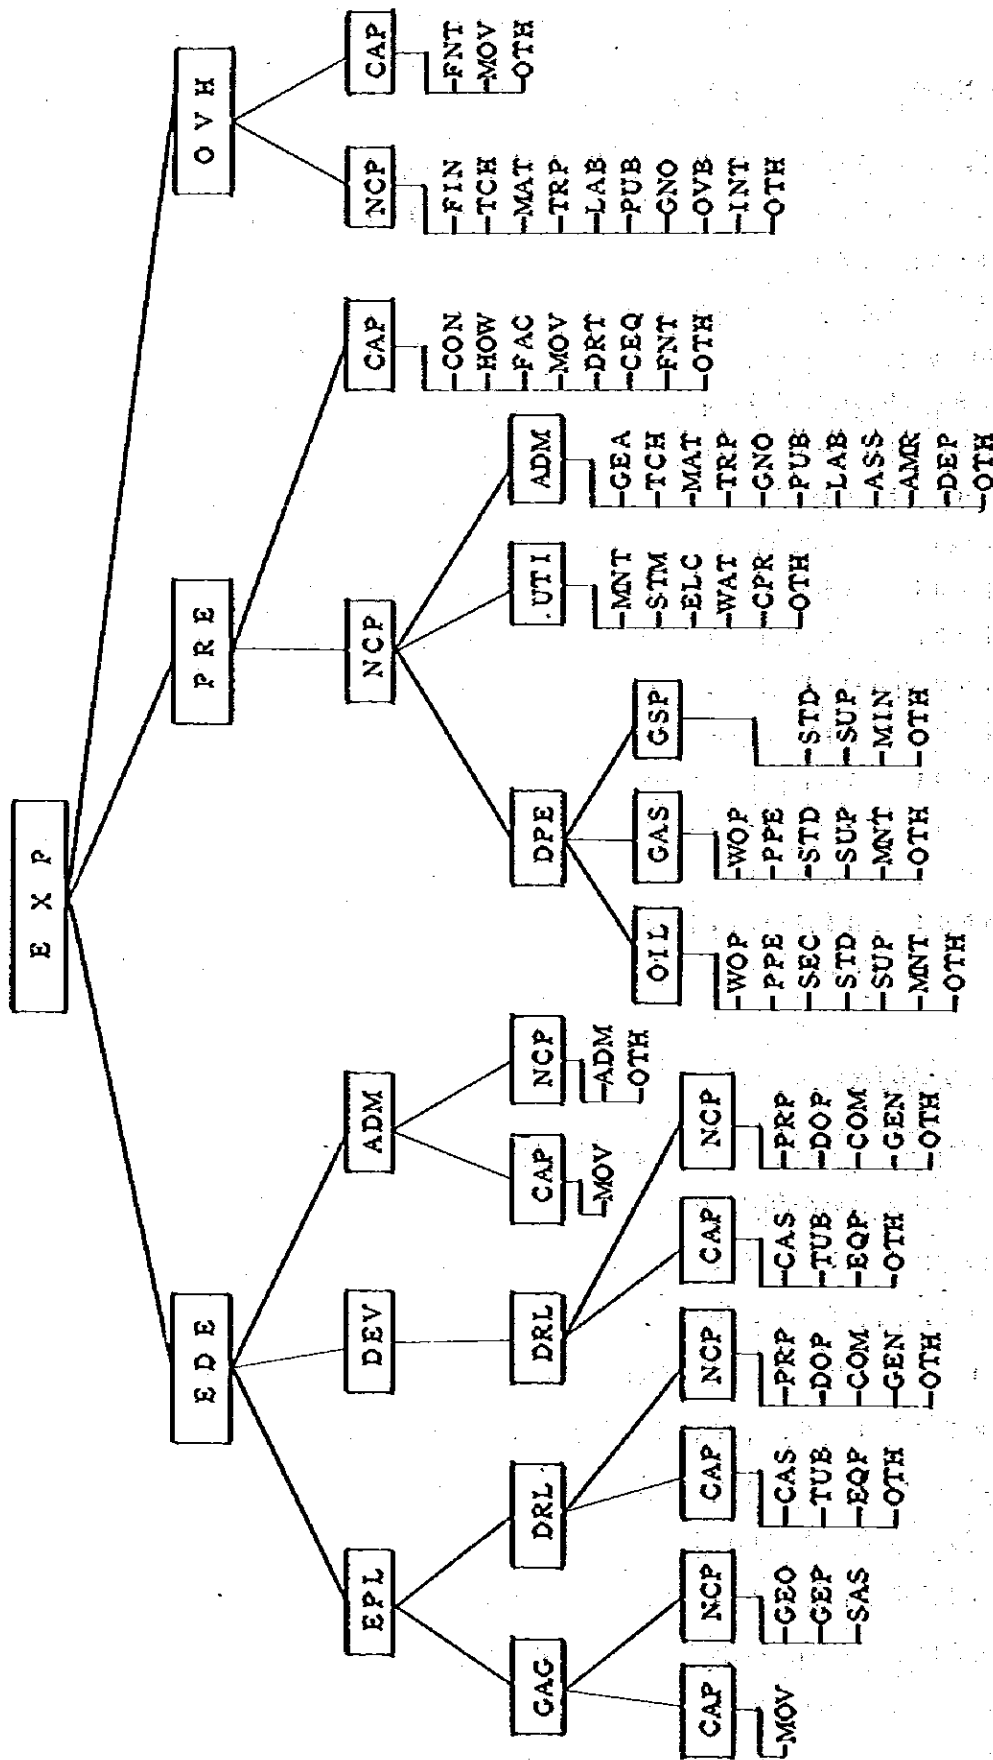 E X P
E D E
P R E
O V H
EPL
DEV
ADM
NCP
CAP
NCP
CAP
GAG
DRL
DRL
CAP
NCP
DPE
UTI
ADM
CAP
NCP
CAP
NCP
CAP
NCP
OIL
GAS
GSP
MOV
GEO
GEP
SAS
CAS
TUB
EQP
OTH
PRP
DOP
COM
GEN
OTH
CAS
TUB
EQP
OTH
PRP
DOP
COM
GEN
OTH
MOV
ADM
OTH
WOP
PPE
SEC
STD
SUP
MNT
OTH
WOP
PPE
STD
SUP
MNT
OTH
STD
SUP
MIN
OTH
MNT
STM
ELC
WAT
CPR
OTH
GEA
TCH
MAT
TRP
GNO
PUB
LAB
ASS
AMR
DEP
OTH
CON
HOW
FAC
MOV
DRT
CEQ
FNT
OTH
FIN
TCH
MAT
TRP
LAB
PUB
GNO
OVB
INT
OTH
FNT
MOV
OTH